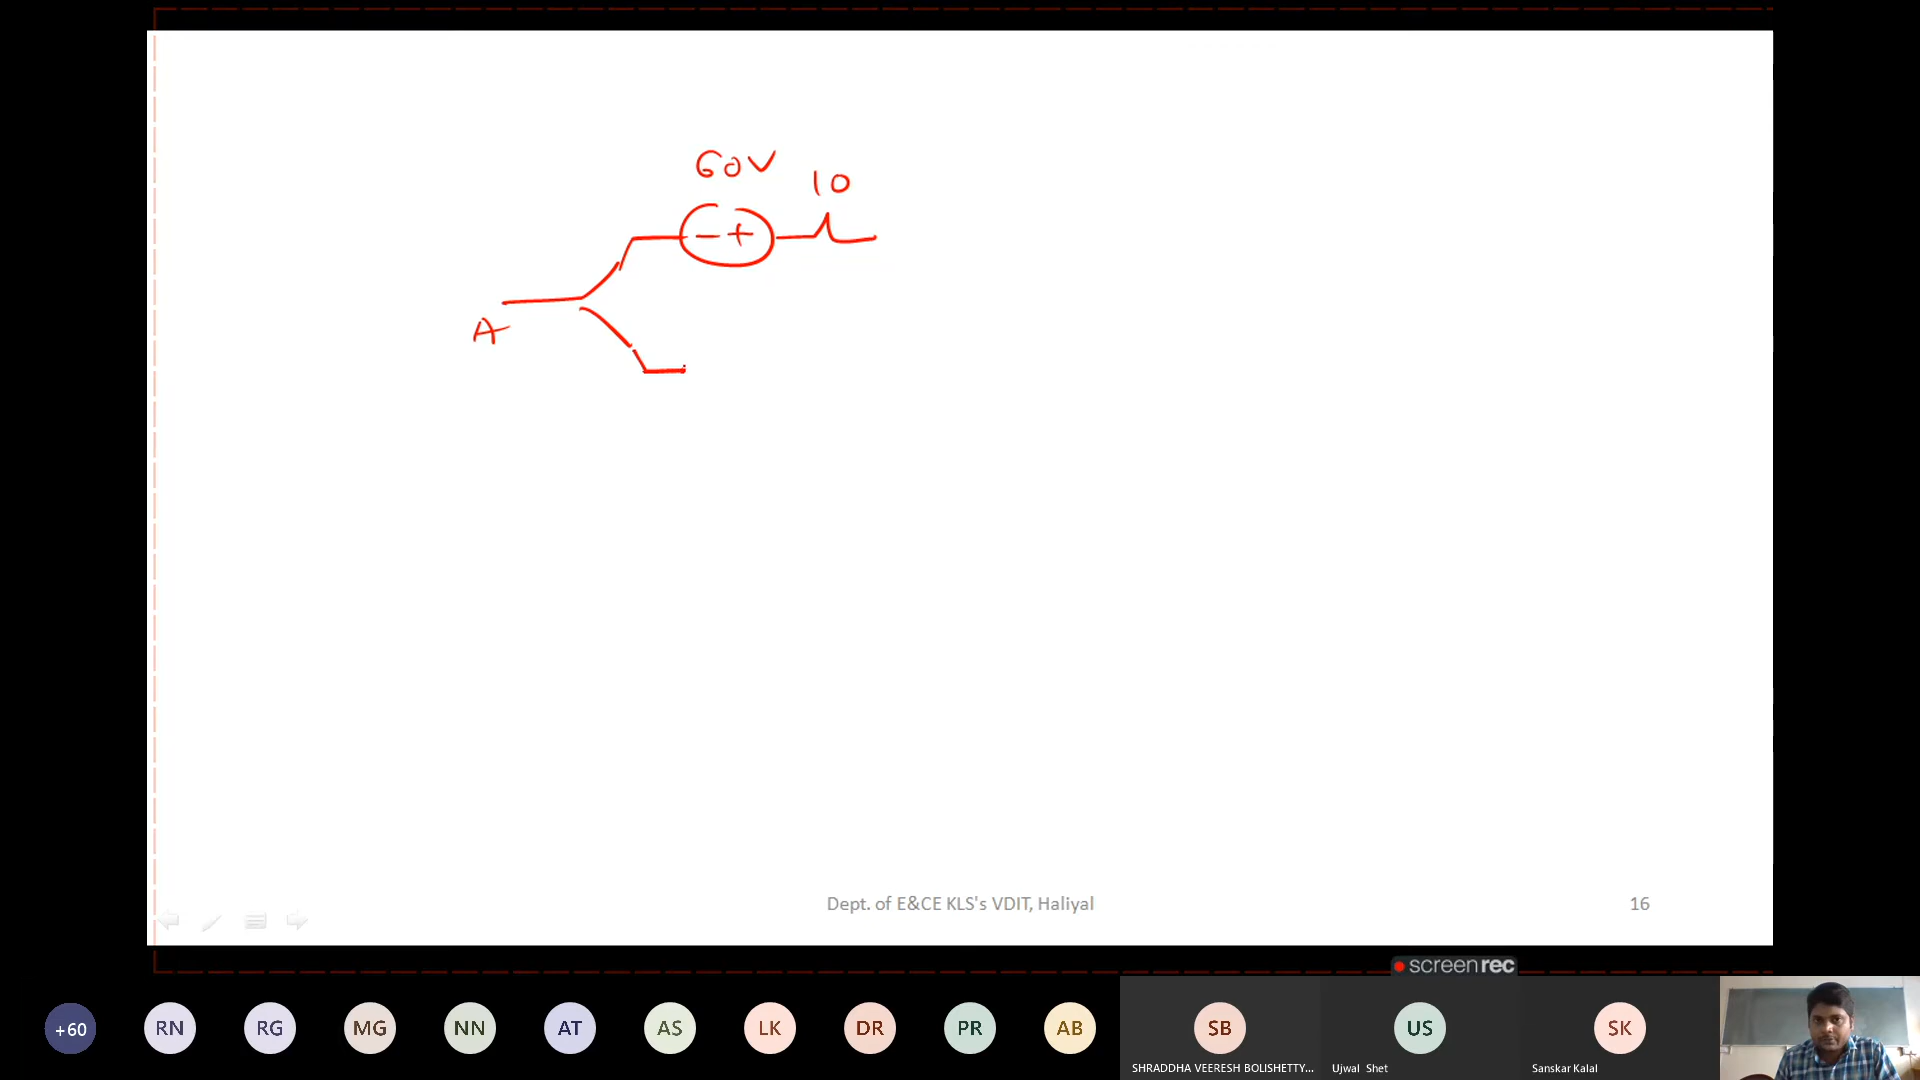 60V
10
- +
A
Dept. of E&CE KLS's VDIT, Haliyal
16
screenrec
+60
RN
RG
MG
NN
AT
AS
LK
DR
PR
AB
SB
US
SK
SHRADDHA VEERESH BOLISHETTY...
Ujwal Shet
Sanskar Kalal